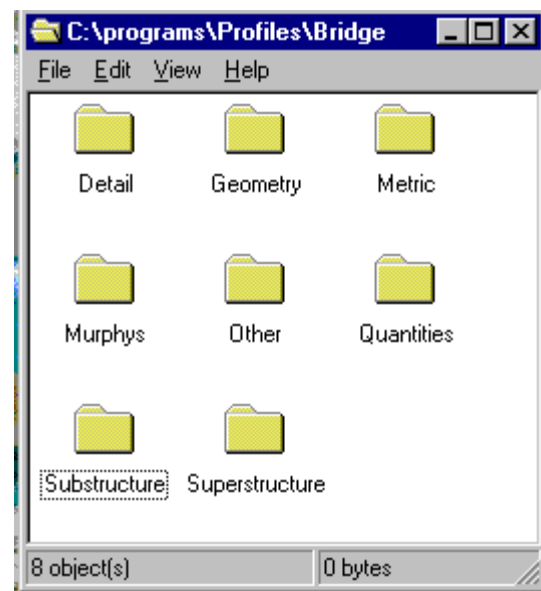 C:\programs\Profiles\Bridge
File Edit View Help
Detail Geometry Metric
Murphys Other Quantities
Substructure Superstructure
8 object(s) 0 bytes